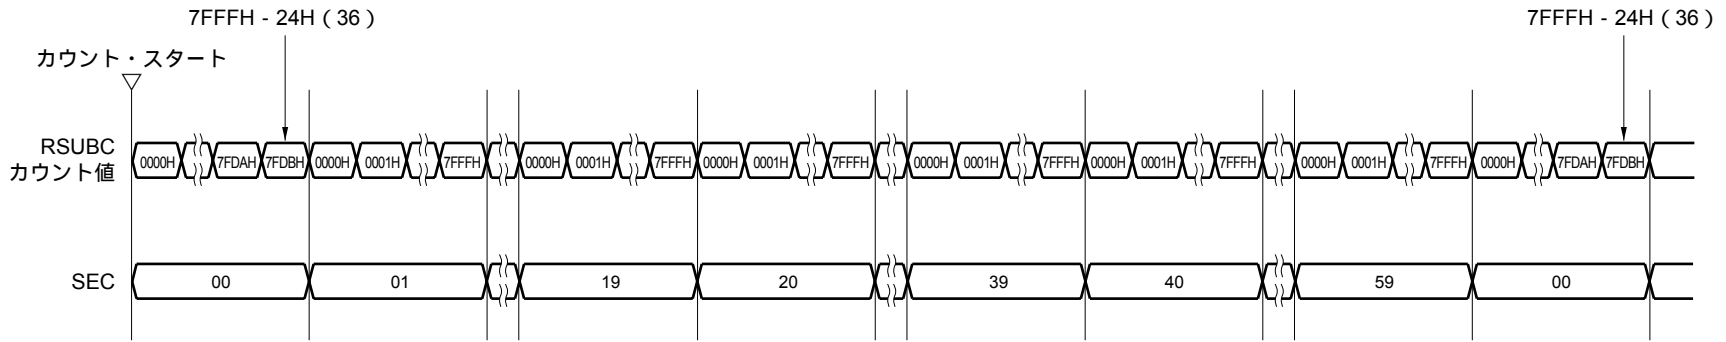 7FFFH - 24H ( 36 ) 7FFFH - 24H ( 36 )
カウント・スタート
RSUBC
カウント値
0000H 7FDAH 7FDBH 0000H 0001H 7FFFH 0000H 0001H 7FFFH 0000H 0001H 7FFFH 0000H 0001H 7FFFH 0000H 0001H 7FFFH 0000H 0001H 7FFFH 0000H 7FDAH 7FDBH
SEC 00 01 19 20 39 40 59 00